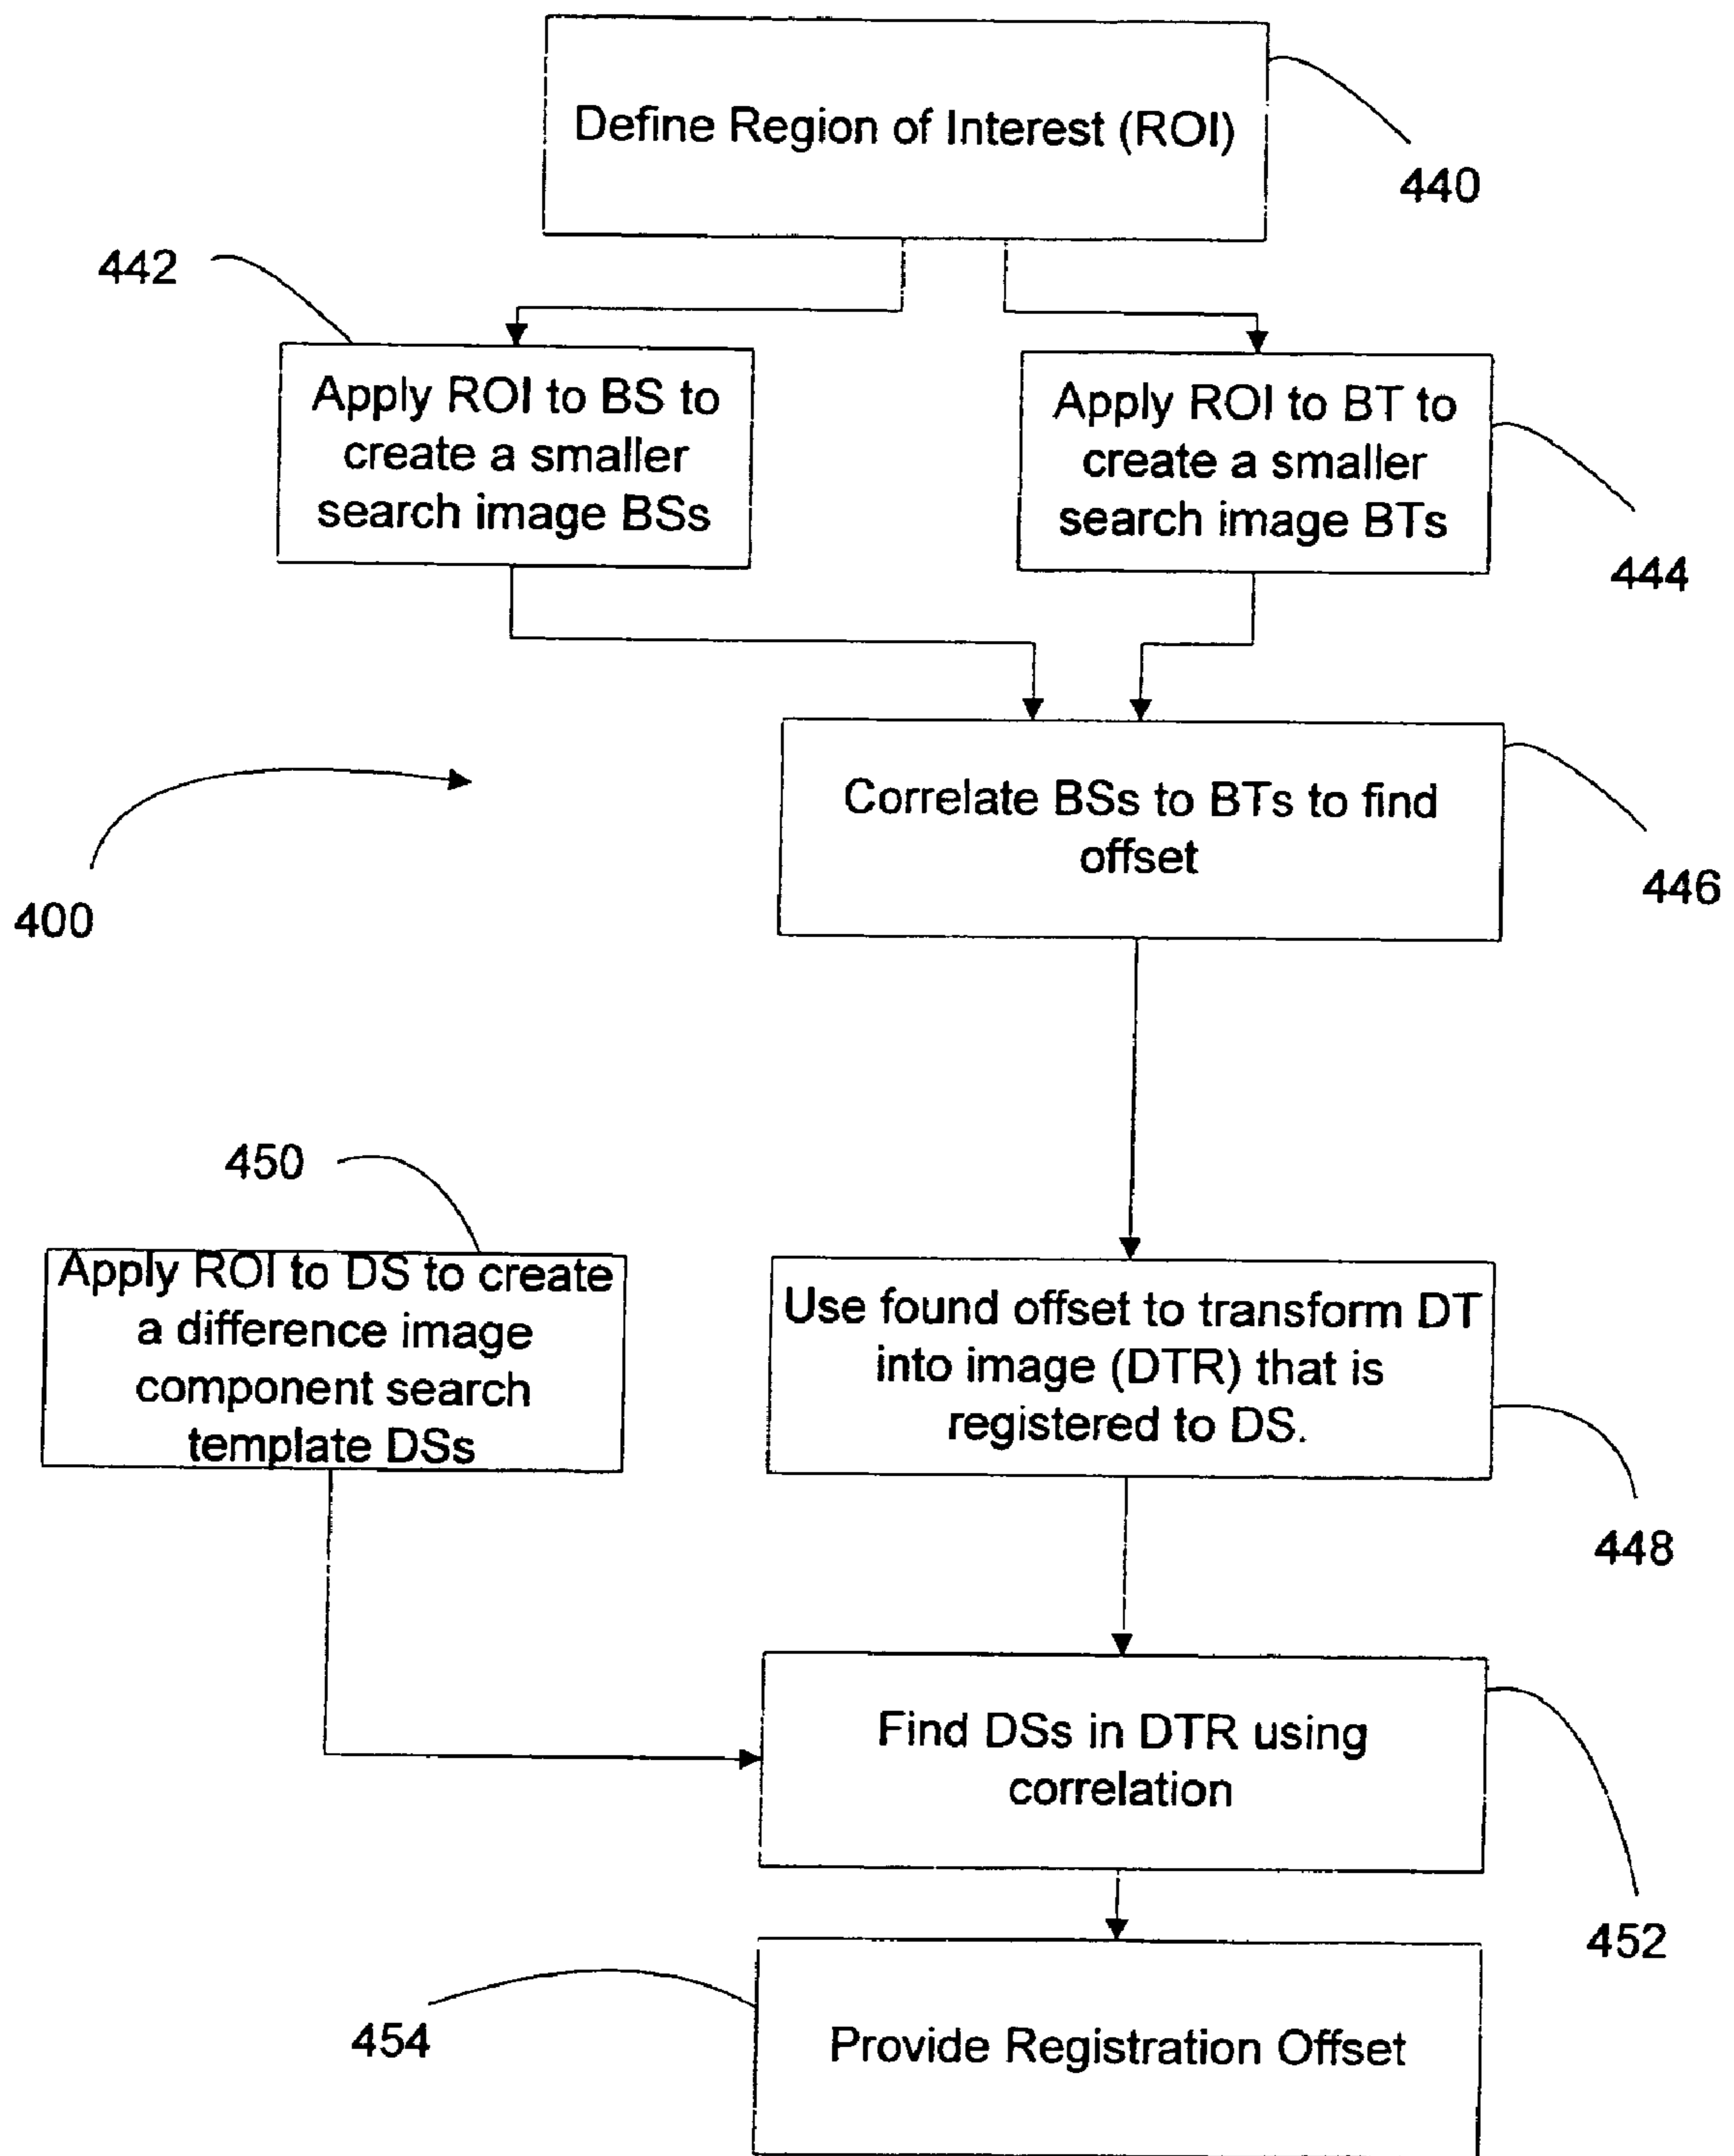 Define Region of Interest (ROI)
440
442
Apply ROI to BS to
create a smaller
search image BSs
Apply ROI to BT to
create a smaller
search image BTs
444
Correlate BSs to BTs to find
offset
446
400
450
Apply ROI to DS to create
a difference image
component search
template DSs
Use found offset to transform DT
into image (DTR) that is
registered to DS.
448
Find DSs in DTR using
correlation
452
454
Provide Registration Offset